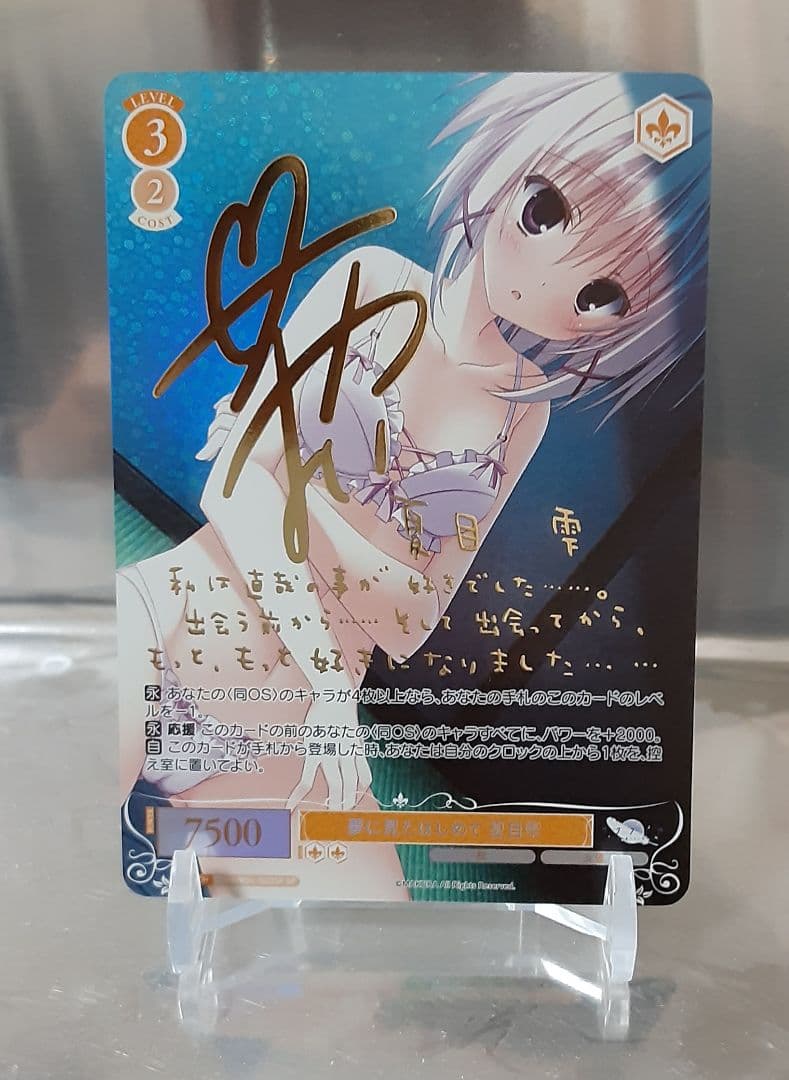 LEVEL
3
2
COST
夏目 雫
私は直哉の事が 好きでした……。
出会う前から…… そして 出会ってから、
もっと、もっと 好きになりました… …
永 あなたの《同OS》のキャラが4枚以上なら、あなたの手札のこのカードのレベ
ルを－1。
永 応援 このカードの前のあなたの《同OS》のキャラすべてに、パワーを＋2000。
自 このカードが手札から登場した時、あなたは自分のクロックの上から1枚を、控
え室に置いてよい。
7500
夢に見たはじめて 夏目雫
©MAKURA All Rights Reserved.